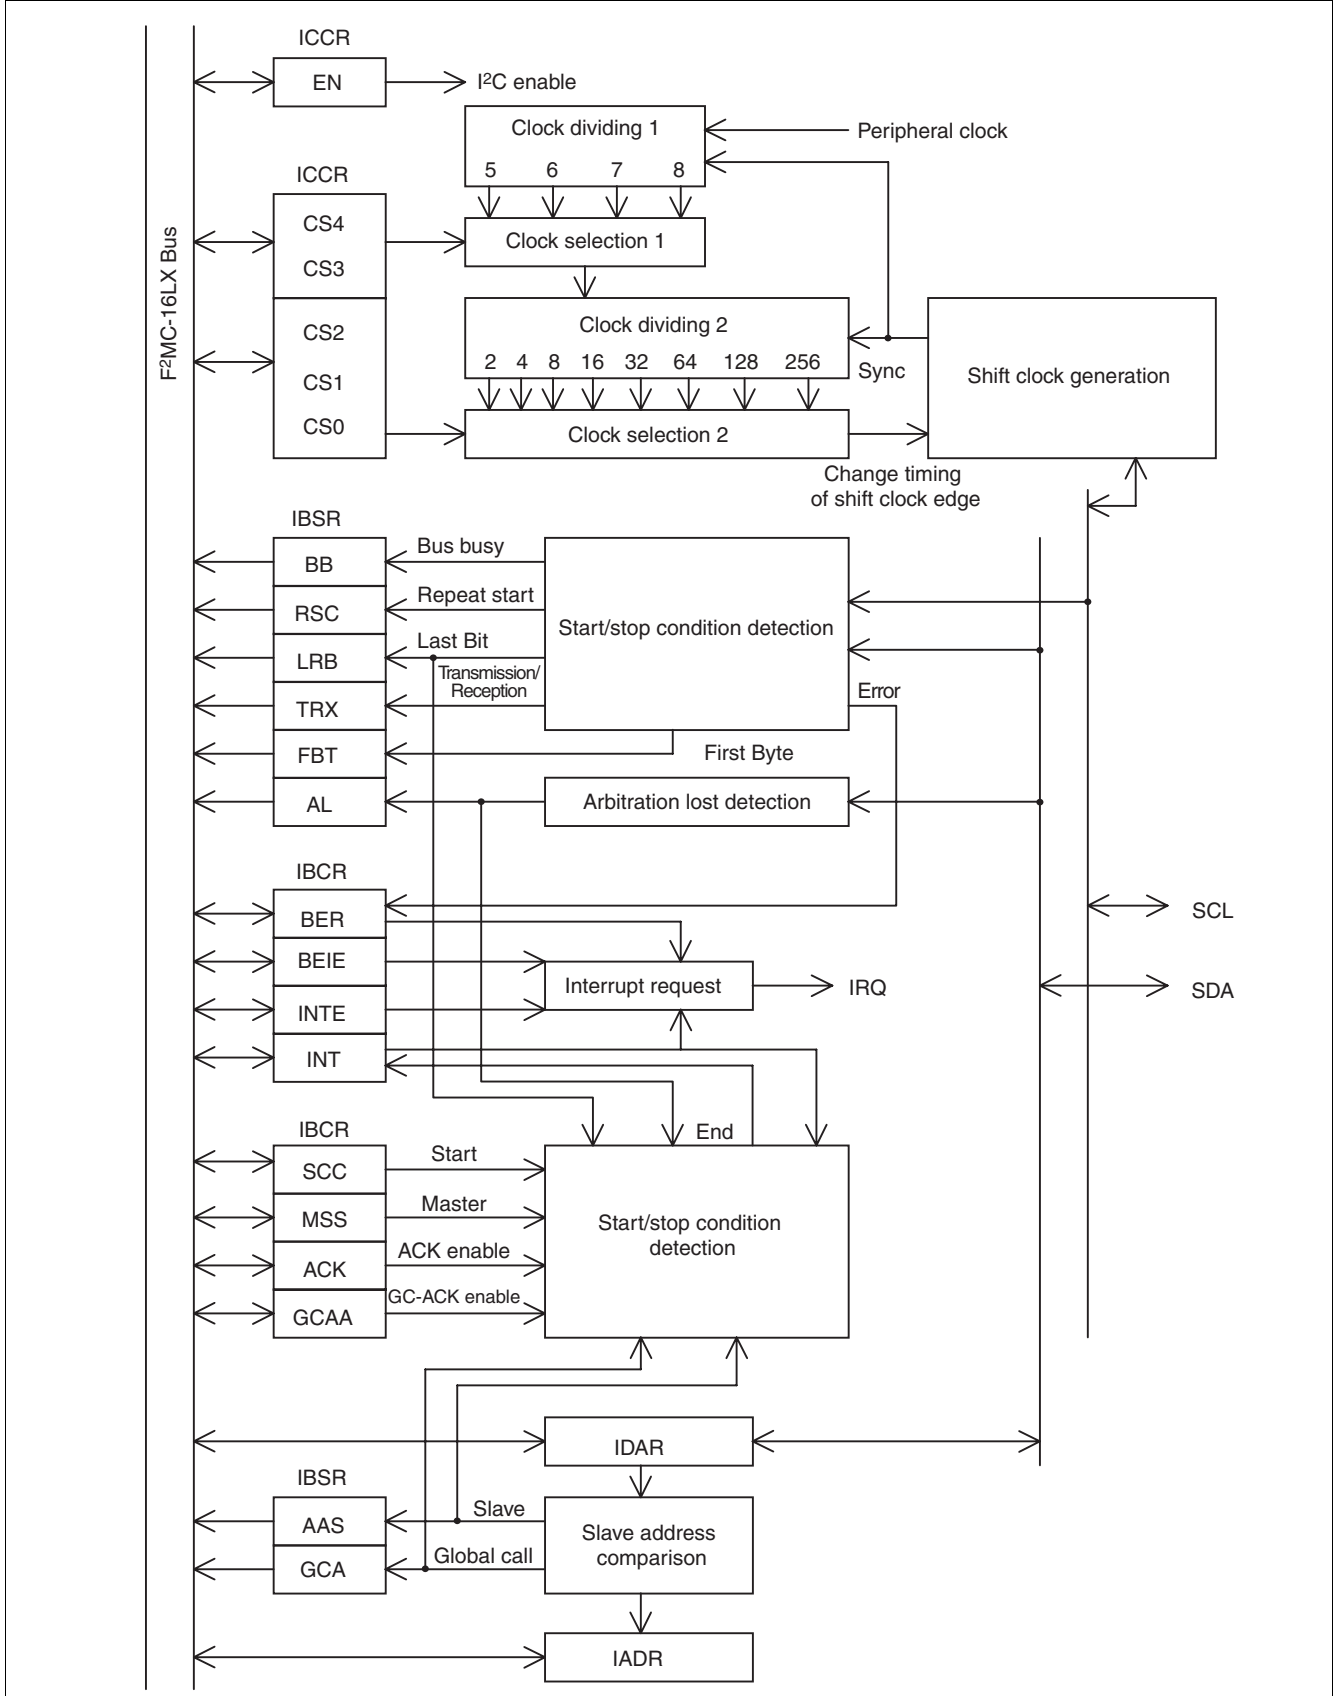 ICCR
EN
I²C enable
Clock dividing 1
Peripheral clock
5 6 7 8
ICCR
CS4
CS3
Clock selection 1
F²MC-16LX Bus
CS2
CS1
CS0
Clock dividing 2
2 4 8 16 32 64 128 256
Sync
Shift clock generation
Clock selection 2
Change timing
of shift clock edge
IBSR
BB
Bus busy
RSC
Repeat start
Start/stop condition detection
LRB
Last Bit
TRX
Transmission/
Reception
Error
FBT
First Byte
AL
Arbitration lost detection
IBCR
BER
SCL
BEIE
Interrupt request
IRQ
SDA
INTE
INT
End
IBCR
SCC
Start
MSS
Master
Start/stop condition
detection
ACK
ACK enable
GCAA
GC-ACK enable
IDAR
IBSR
AAS
Slave
Slave address
comparison
GCA
Global call
IADR